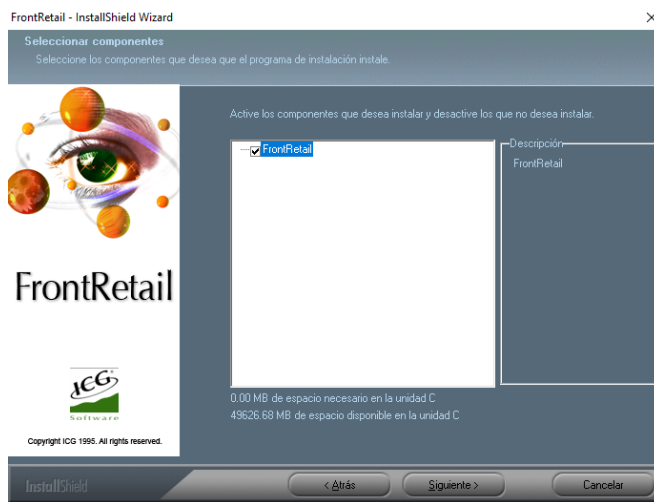 FrontRetail - InstallShield Wizard
Seleccionar componentes
Seleccione los componentes que desea que el programa de instalación instale.
Active los componentes que desea instalar y desactive los que no desea instalar.
FrontRetail
Descripción
FrontRetail
FrontRetail
ICG
Software
Copyright ICG 1995. All rights reserved.
0.00 MB de espacio necesario en la unidad C
49626.68 MB de espacio disponible en la unidad C
InstallShield
< Atrás
Siguiente >
Cancelar